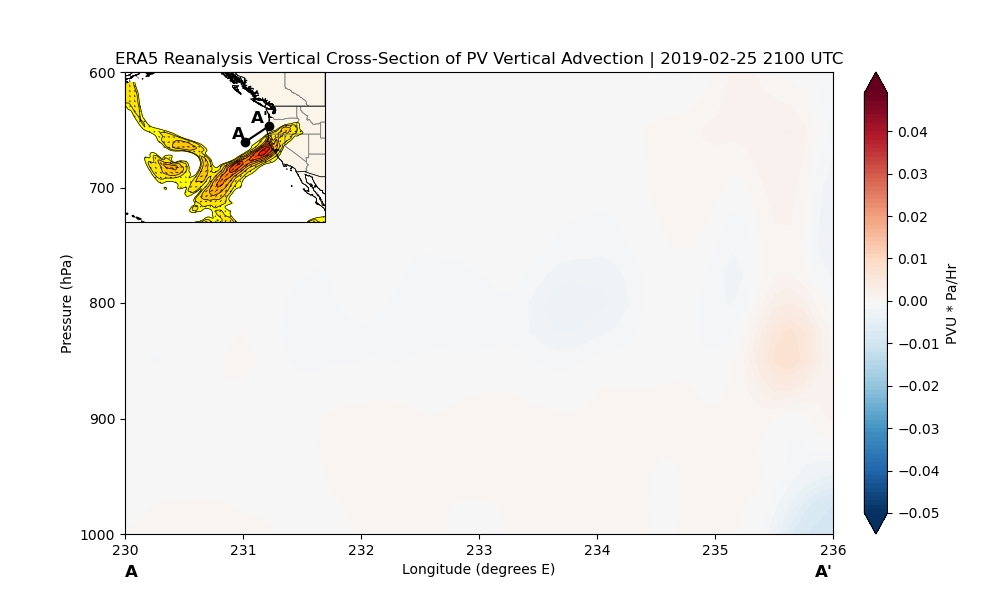 ERA5 Reanalysis Vertical Cross-Section of PV Vertical Advection | 2019-02-25 2100 UTC
600
700
800
900
1000
Pressure (hPa)
A
A'
230
231
232
233
234
235
236
Longitude (degrees E)
A
A'
0.04
0.03
0.02
0.01
0.00
−0.01
−0.02
−0.03
−0.04
−0.05
PVU * Pa/Hr